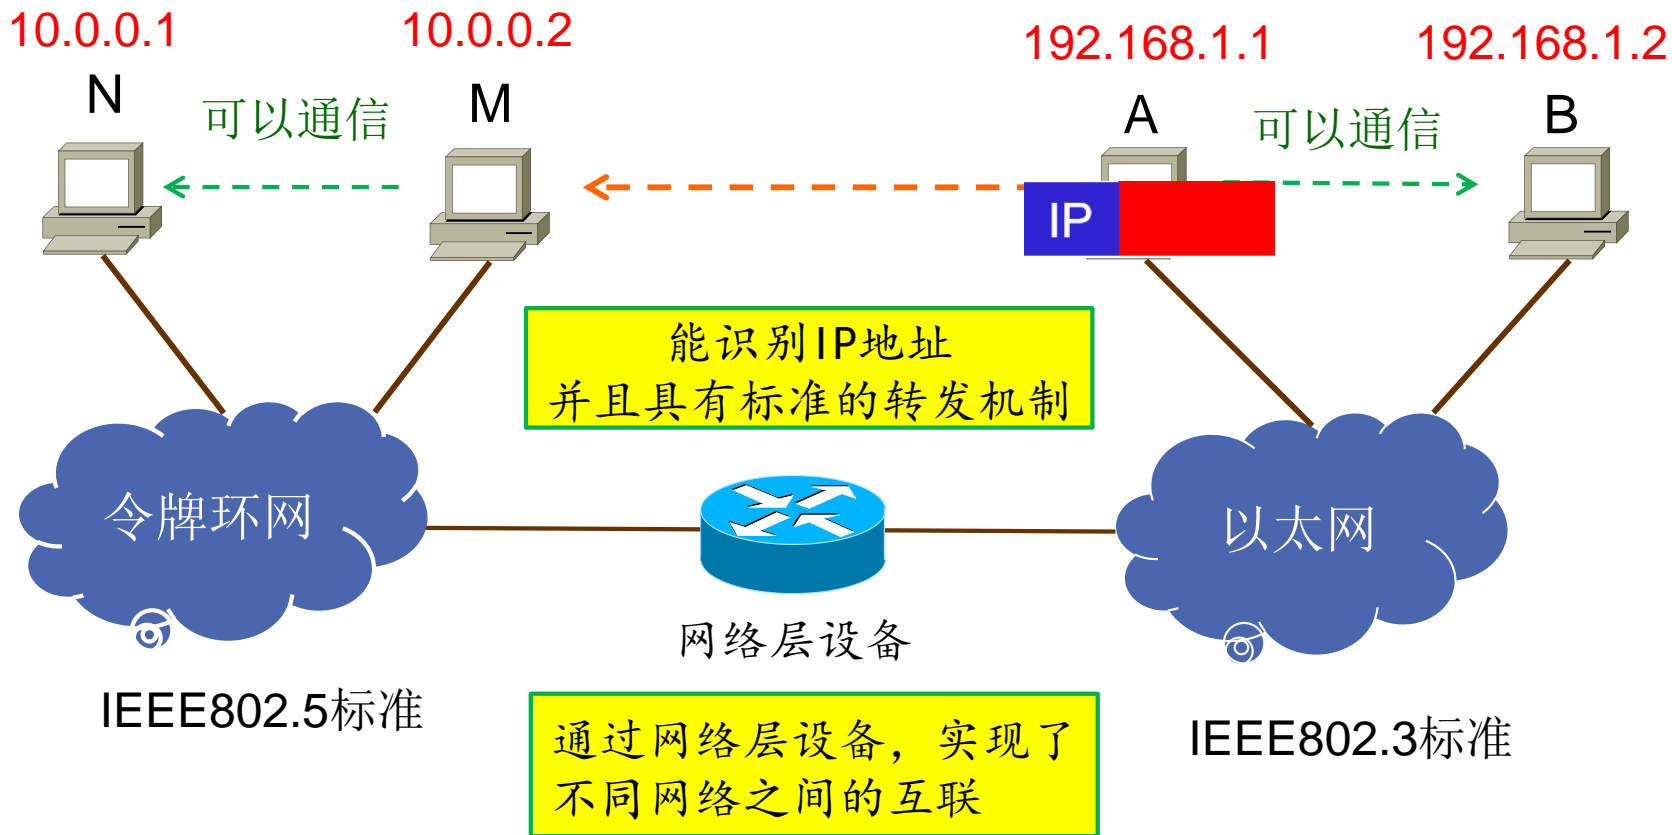 10.0.0.1
10.0.0.2
192.168.1.1
192.168.1.2
N
可以通信
M
A
可以通信
B
IP
能识别IP地址
并且具有标准的转发机制
令牌环网
以太网
网络层设备
IEEE802.5标准
IEEE802.3标准
通过网络层设备，实现了
不同网络之间的互联